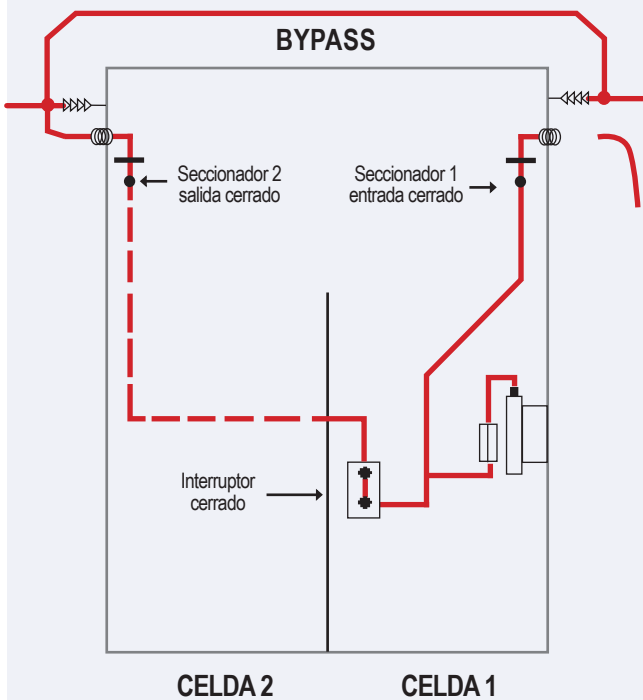 BYPASS
Seccionador 2
salida cerrado
Seccionador 1
entrada cerrado
Interruptor
cerrado
CELDA 2
CELDA 1